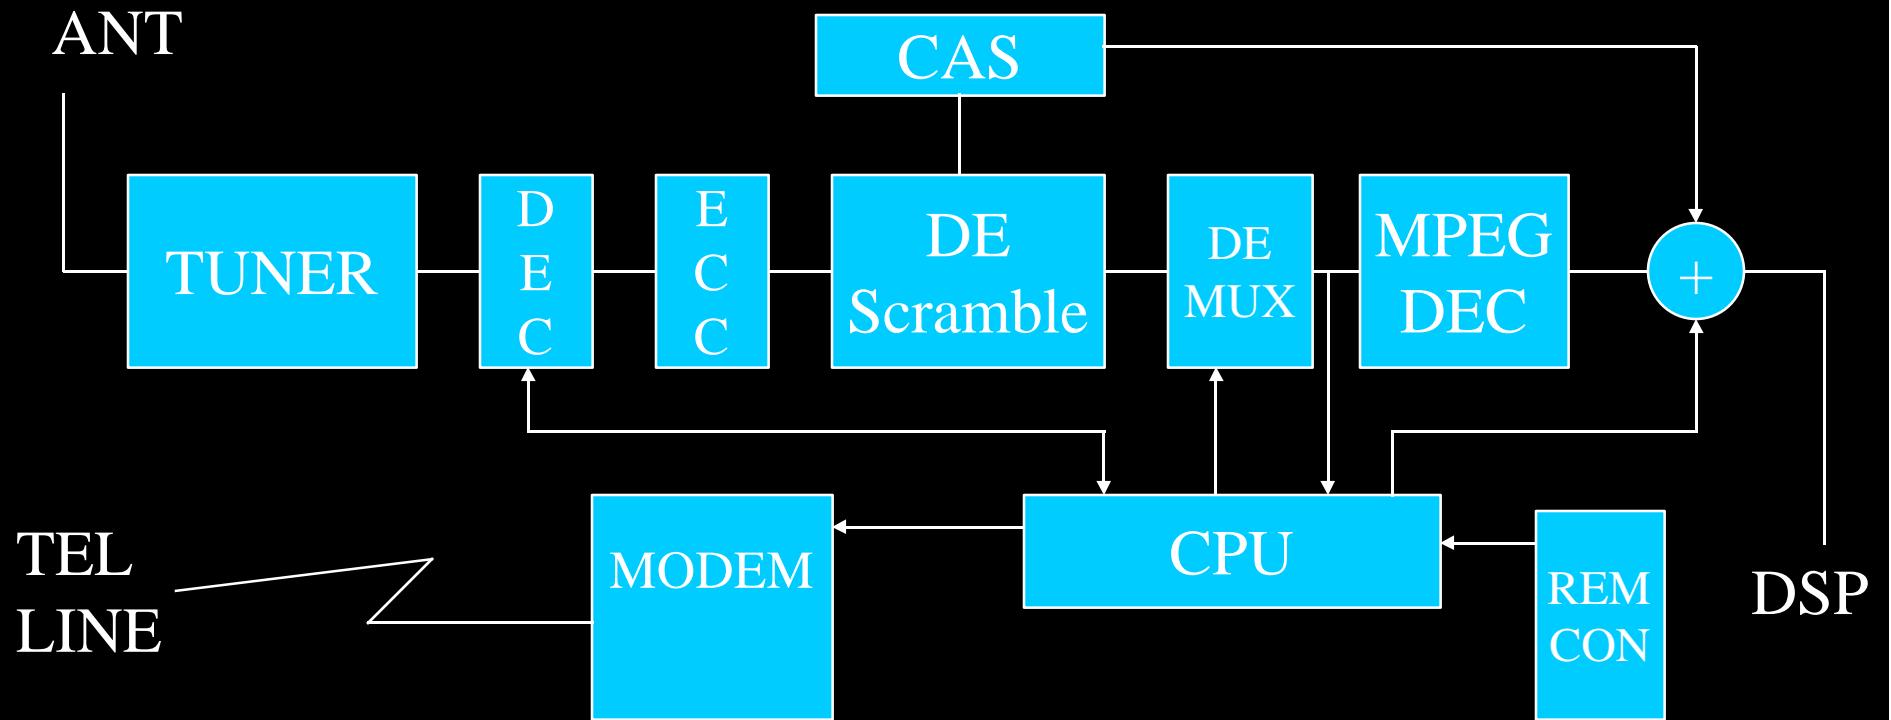 ANT
CAS
TUNER
D
E
C
E
C
C
DE
Scramble
DE
MUX
MPEG
DEC
+
TEL
LINE
MODEM
CPU
REM
CON
DSP